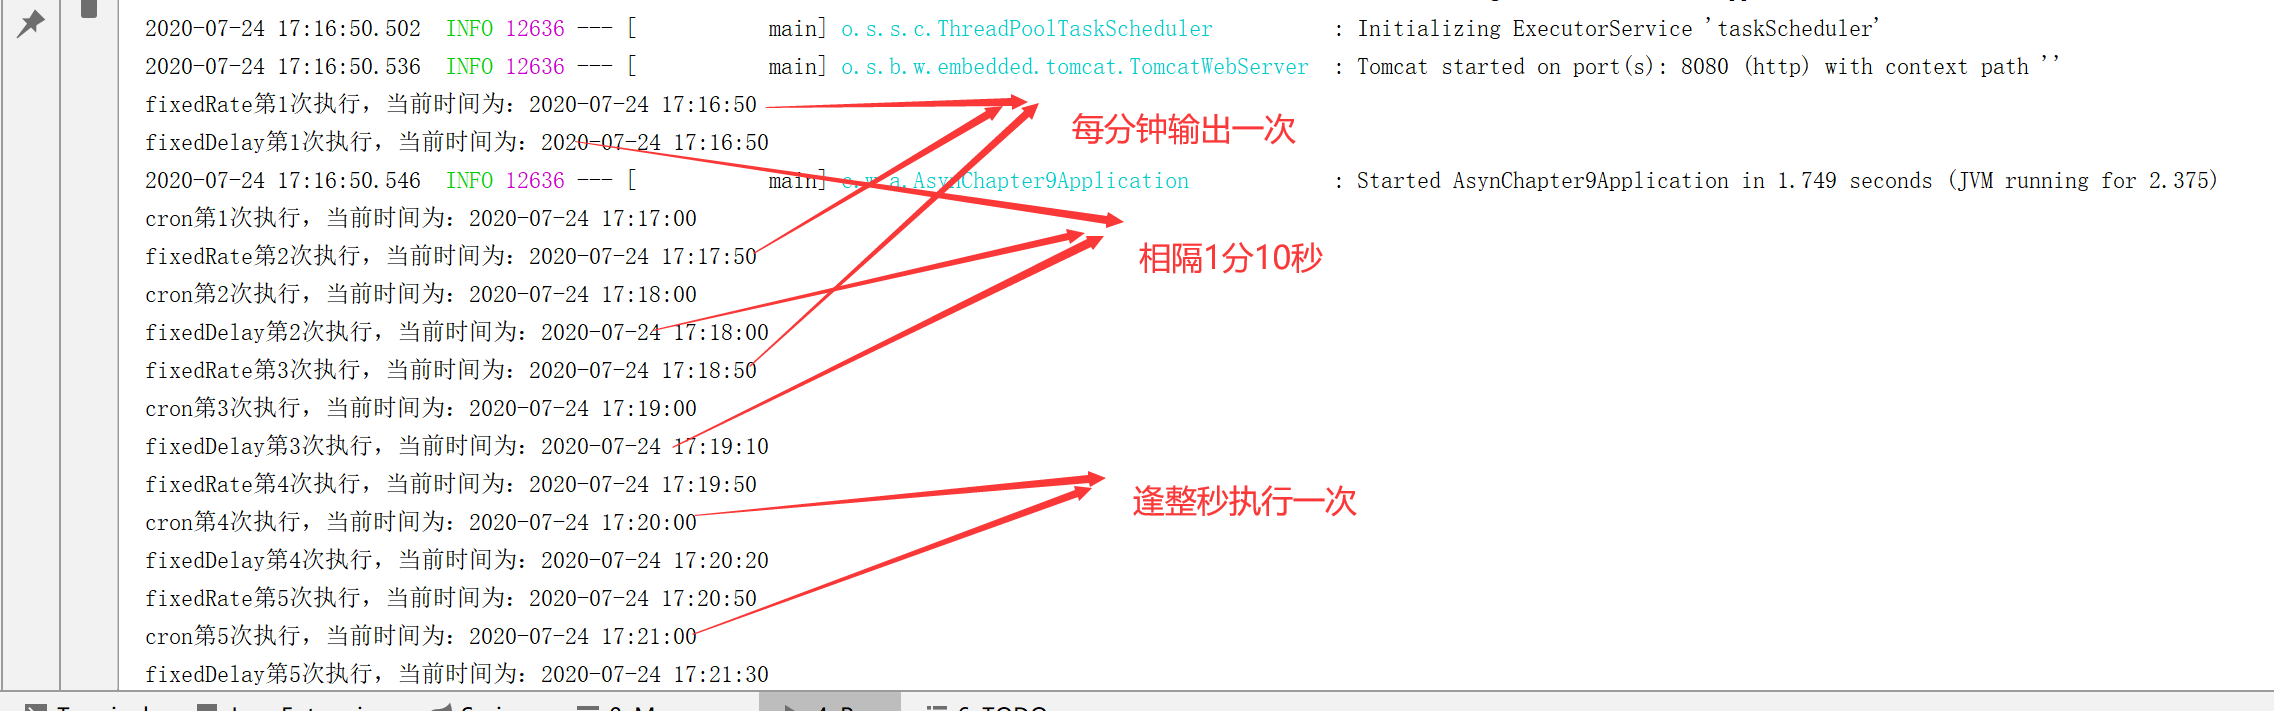 2020-07-24 17:16:50.502  INFO 12636 --- [           main] o.s.s.c.ThreadPoolTaskScheduler          : Initializing ExecutorService 'taskScheduler'
2020-07-24 17:16:50.536  INFO 12636 --- [           main] o.s.b.w.embedded.tomcat.TomcatWebServer  : Tomcat started on port(s): 8080 (http) with context path ''
fixedRate第1次执行，当前时间为：2020-07-24 17:16:50
每分钟输出一次
fixedDelay第1次执行，当前时间为：2020-07-24 17:16:50
2020-07-24 17:16:50.546  INFO 12636 --- [           main] c.w.a.AsynChapter9Application            : Started AsynChapter9Application in 1.749 seconds (JVM running for 2.375)
cron第1次执行，当前时间为：2020-07-24 17:17:00
fixedRate第2次执行，当前时间为：2020-07-24 17:17:50
相隔1分10秒
cron第2次执行，当前时间为：2020-07-24 17:18:00
fixedDelay第2次执行，当前时间为：2020-07-24 17:18:00
fixedRate第3次执行，当前时间为：2020-07-24 17:18:50
cron第3次执行，当前时间为：2020-07-24 17:19:00
fixedDelay第3次执行，当前时间为：2020-07-24 17:19:10
fixedRate第4次执行，当前时间为：2020-07-24 17:19:50
逢整秒执行一次
cron第4次执行，当前时间为：2020-07-24 17:20:00
fixedDelay第4次执行，当前时间为：2020-07-24 17:20:20
fixedRate第5次执行，当前时间为：2020-07-24 17:20:50
cron第5次执行，当前时间为：2020-07-24 17:21:00
fixedDelay第5次执行，当前时间为：2020-07-24 17:21:30